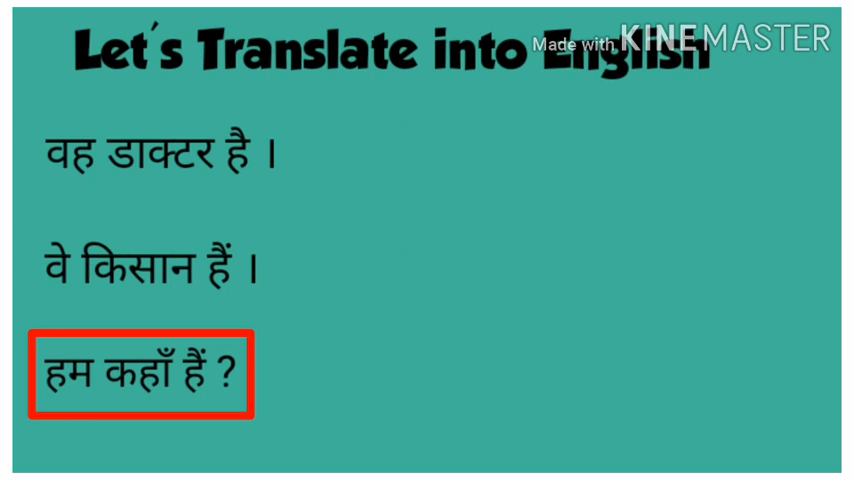 Let's Translate into English
Made with KINEMASTER
वह डाक्टर है ।
वे किसान हैं ।
हम कहाँ हैं ?